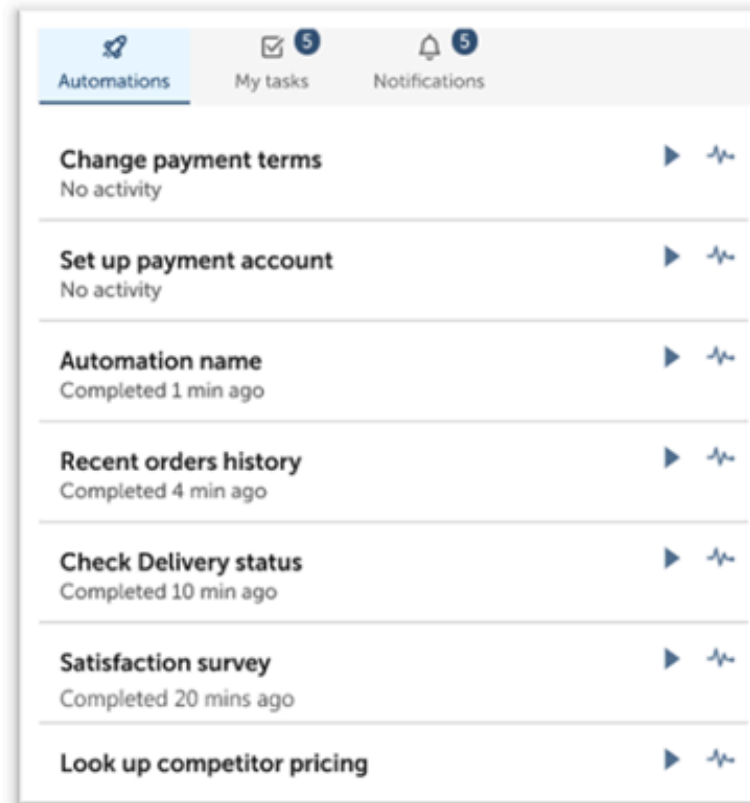 5 5
Automations My tasks Notifications
Change payment terms
No activity
Set up payment account
No activity
Automation name
Completed 1 min ago
Recent orders history
Completed 4 min ago
Check Delivery status
Completed 10 min ago
Satisfaction survey
Completed 20 mins ago
Look up competitor pricing